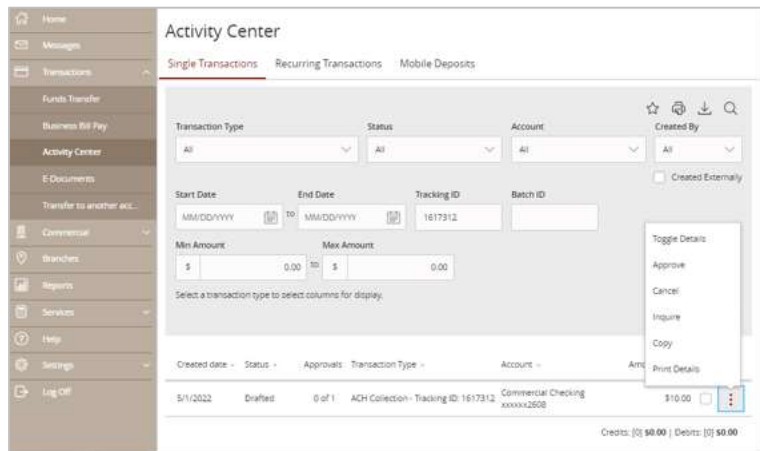 Home
Messages
Transactions
Funds Transfer
Business Bill Pay
Activity Center
E-Documents
Transfer to another acc...
Commercial
Branches
Reports
Services
Help
Settings
Log Off
Activity Center
Single Transactions Recurring Transactions Mobile Deposits
Transaction Type Status Account Created By
All All All All
Created Externally
Start Date End Date Tracking ID Batch ID
MM/DD/YYYY to MM/DD/YYYY 1617312
Min Amount Max Amount
$ 0.00 to $ 0.00
Select a transaction type to select columns for display.
Toggle Details
Approve
Cancel
Inquire
Copy
Print Details
Created date Status Approvals Transaction Type Account Amo
5/1/2022 Drafted 0 of 1 ACH Collection - Tracking ID: 1617312 Commercial Checking $10.00
xxxxxx2608
Credits: [0] $0.00 | Debits: [0] $0.00